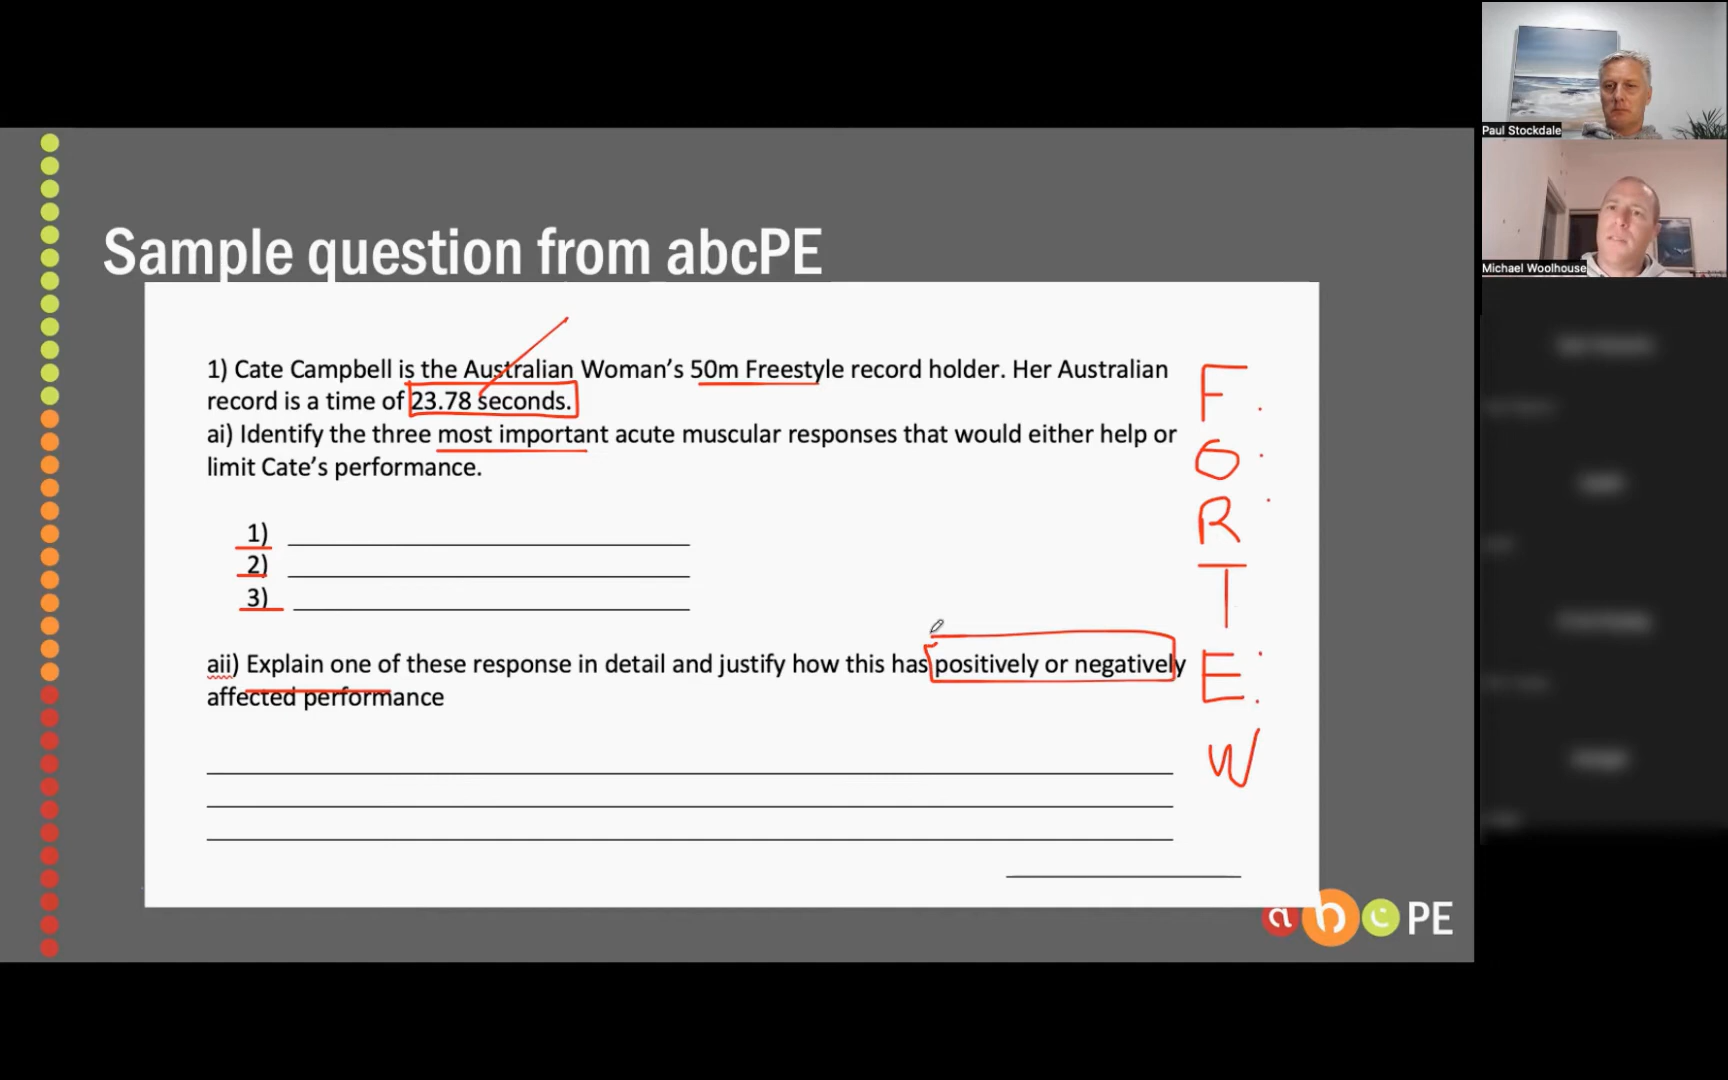 Sample question from abcPE
1) Cate Campbell is the Australian Woman's 50m Freestyle record holder. Her Australian
record is a time of 23.78 seconds.
ai) Identify the three most important acute muscular responses that would either help or
limit Cate's performance.
1)
2)
3)
aii) Explain one of these response in detail and justify how this has positively or negatively
affected performance
F
O
R
T
E
W
abc PE
Paul Stockdale
Michael Woolhouse